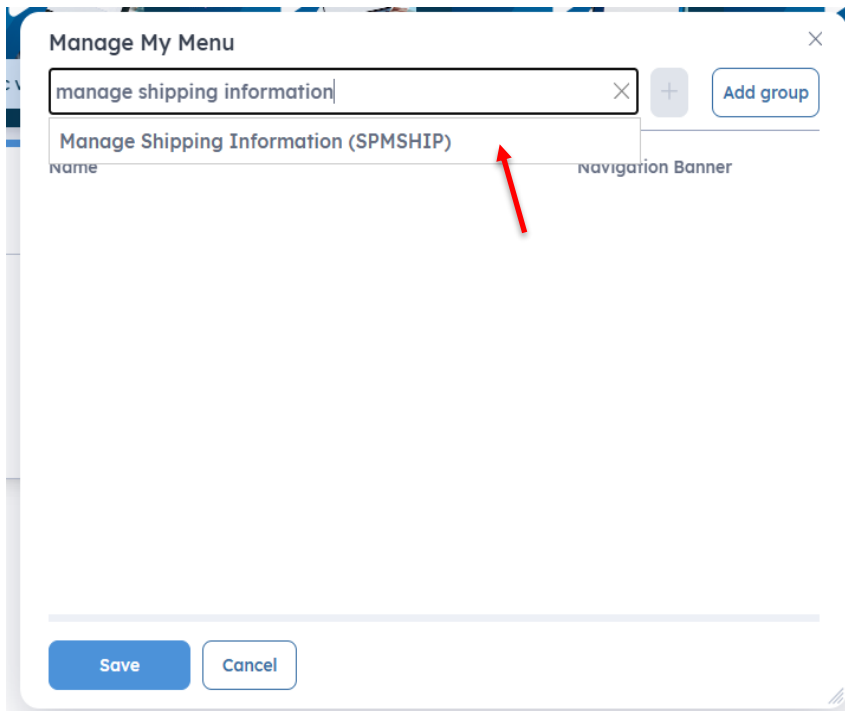 Manage My Menu
manage shipping information
Add group
Manage Shipping Information (SPMSHIP)
Name
Navigation Banner
Save
Cancel